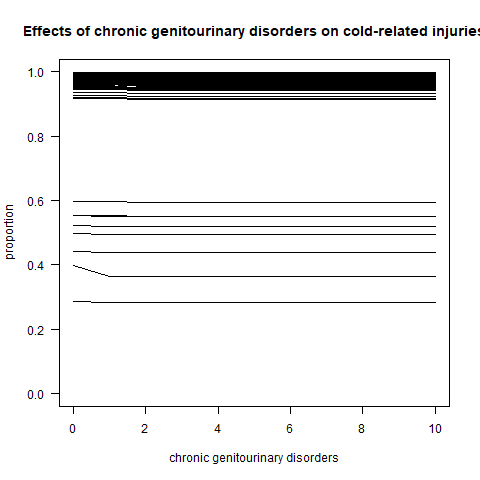 Effects of chronic genitourinary disorders on cold-related injuries
1.0
0.8
0.6
0.4
0.2
0.0
proportion
0 2 4 6 8 10
chronic genitourinary disorders